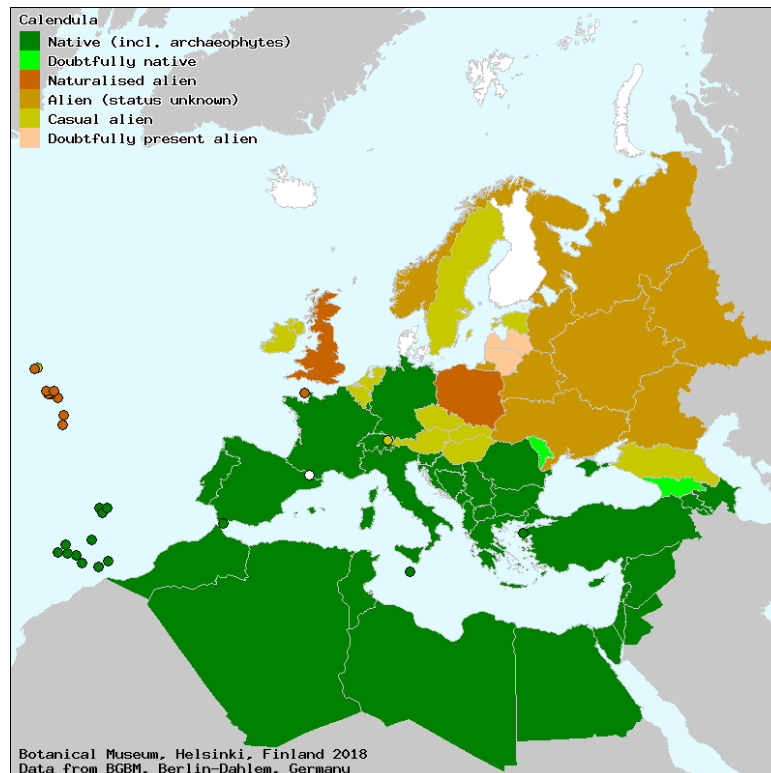 Calendula
Native (incl. archaeophytes)
Doubtfully native
Naturalised alien
Alien (status unknown)
Casual alien
Doubtfully present alien
Botanical Museum, Helsinki, Finland 2018
Data from BGBM, Berlin-Dahlem, Germany